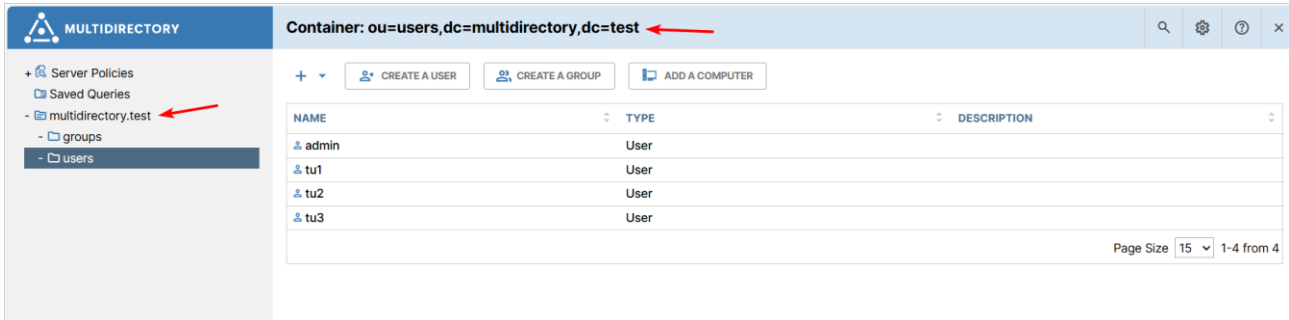 MULTIDIRECTORY
Container: ou=users,dc=multidirectory,dc=test
+ Server Policies
Saved Queries
- multidirectory.test
- groups
- users
+ CREATE A USER CREATE A GROUP ADD A COMPUTER
NAME TYPE DESCRIPTION
admin User
tu1 User
tu2 User
tu3 User
Page Size 15 1-4 from 4